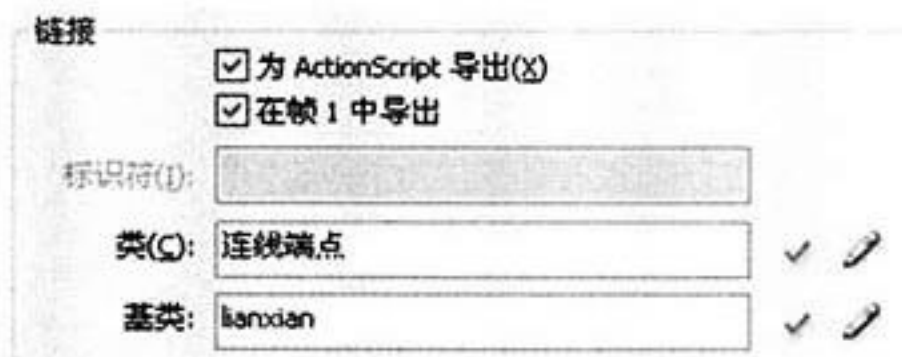 链接
为 ActionScript 导出(X)
在帧 1 中导出
标识符(I):
类(C): 连线端点
基类: lianxian